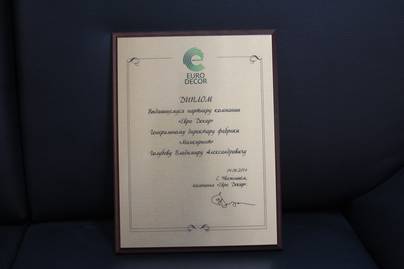 EURO
DECOR
ДИПЛОМ
Выдающемуся партнеру компании
«Евро Декор»
Генеральному директору фабрики
Голубеву Владимиру Александровичу
С Уважением,
компания «Евро Декор»